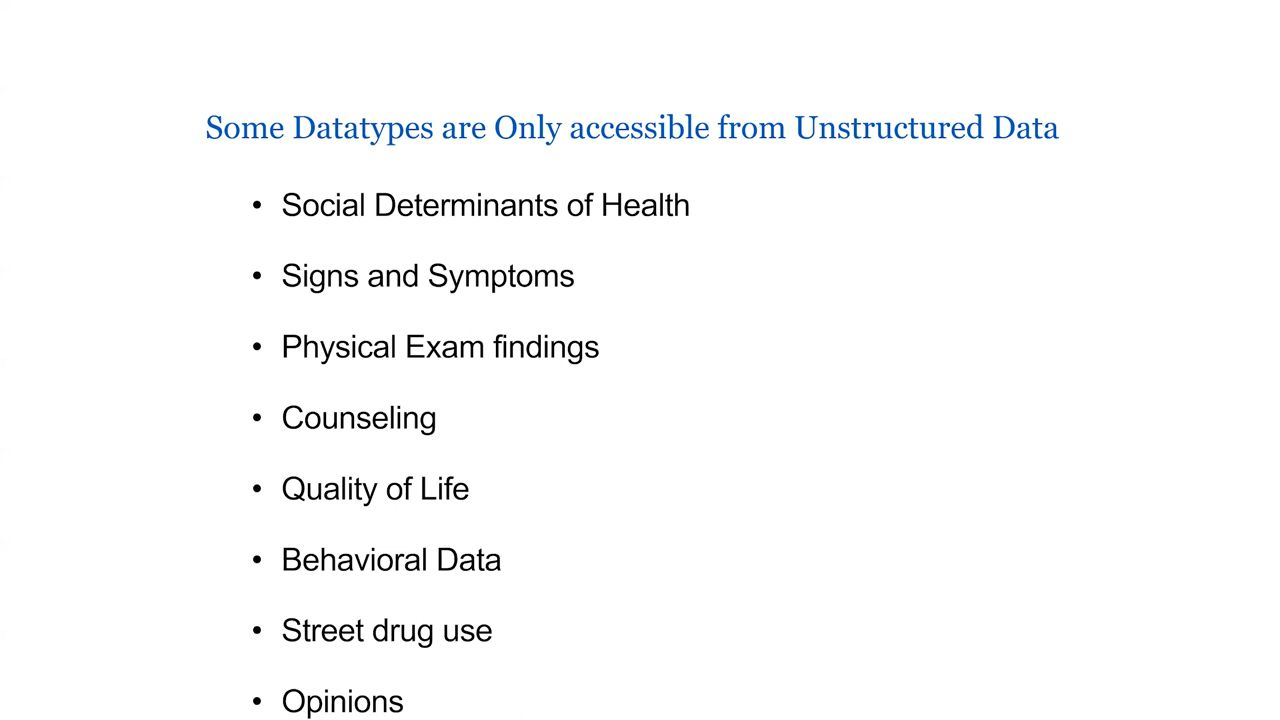 Some Datatypes are Only accessible from Unstructured Data
• Social Determinants of Health
• Signs and Symptoms
• Physical Exam findings
• Counseling
• Quality of Life
• Behavioral Data
• Street drug use
• Opinions